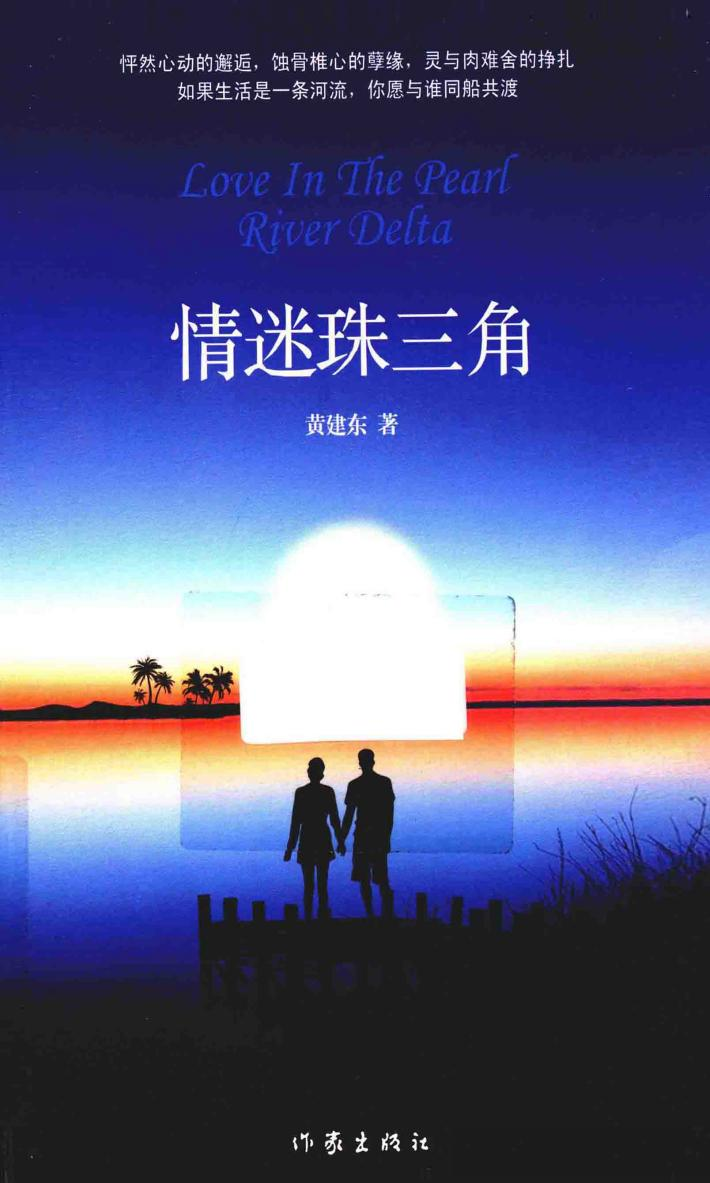 怦然心动的邂逅，蚀骨椎心的孽缘，灵与肉难舍的挣扎
如果生活是一条河流，你愿与谁同船共渡
Love In The Pearl
River Delta
情迷珠三角
黄建东 著
作家出版社